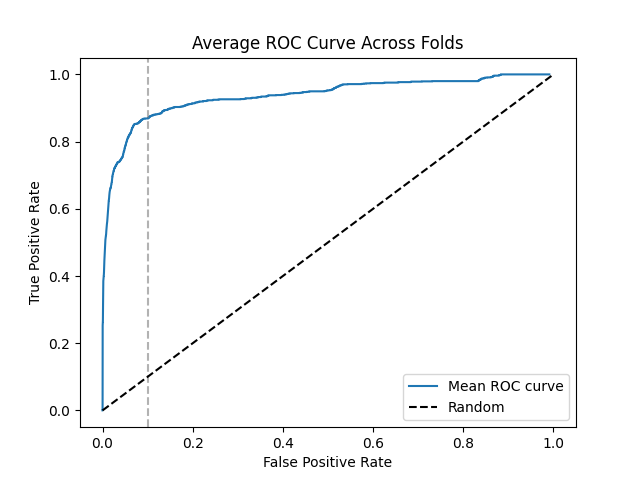 Average ROC Curve Across Folds
1.0
0.8
0.6
0.4
0.2
0.0
True Positive Rate
Mean ROC curve
Random
0.0 0.2 0.4 0.6 0.8 1.0
False Positive Rate